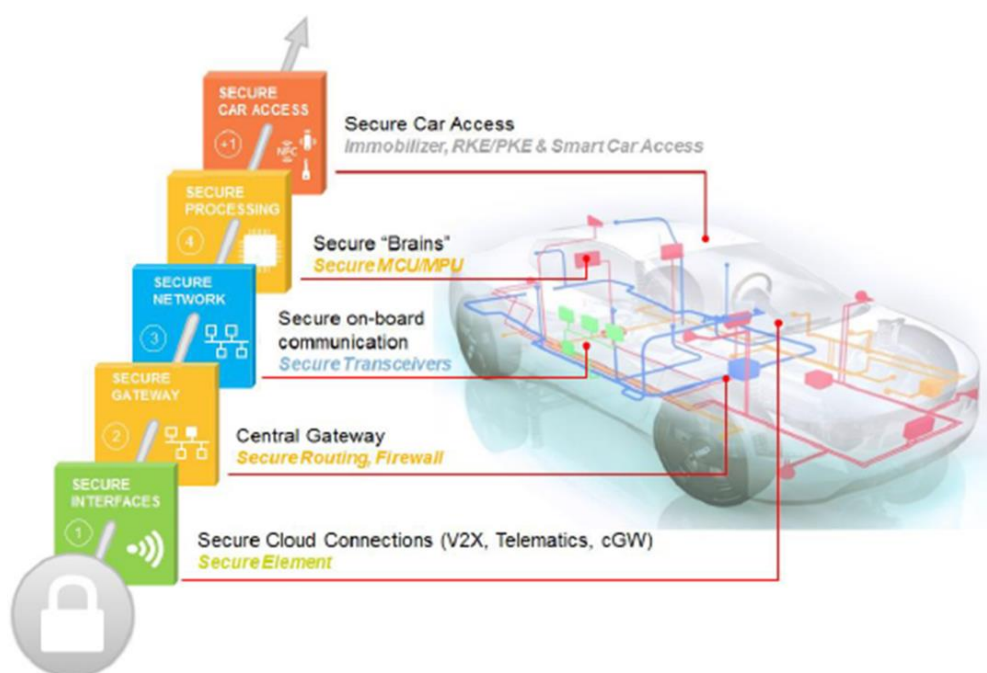 SECURE
CAR ACCESS
+1
NFC
Secure Car Access
Immobilizer, RKE/PKE & Smart Car Access
SECURE
PROCESSING
4
Secure “Brains”
Secure MCU/MPU
SECURE
NETWORK
3
Secure on-board
communication
Secure Transceivers
SECURE
GATEWAY
2
Central Gateway
Secure Routing, Firewall
SECURE
INTERFACES
1
Secure Cloud Connections (V2X, Telematics, cGW)
Secure Element